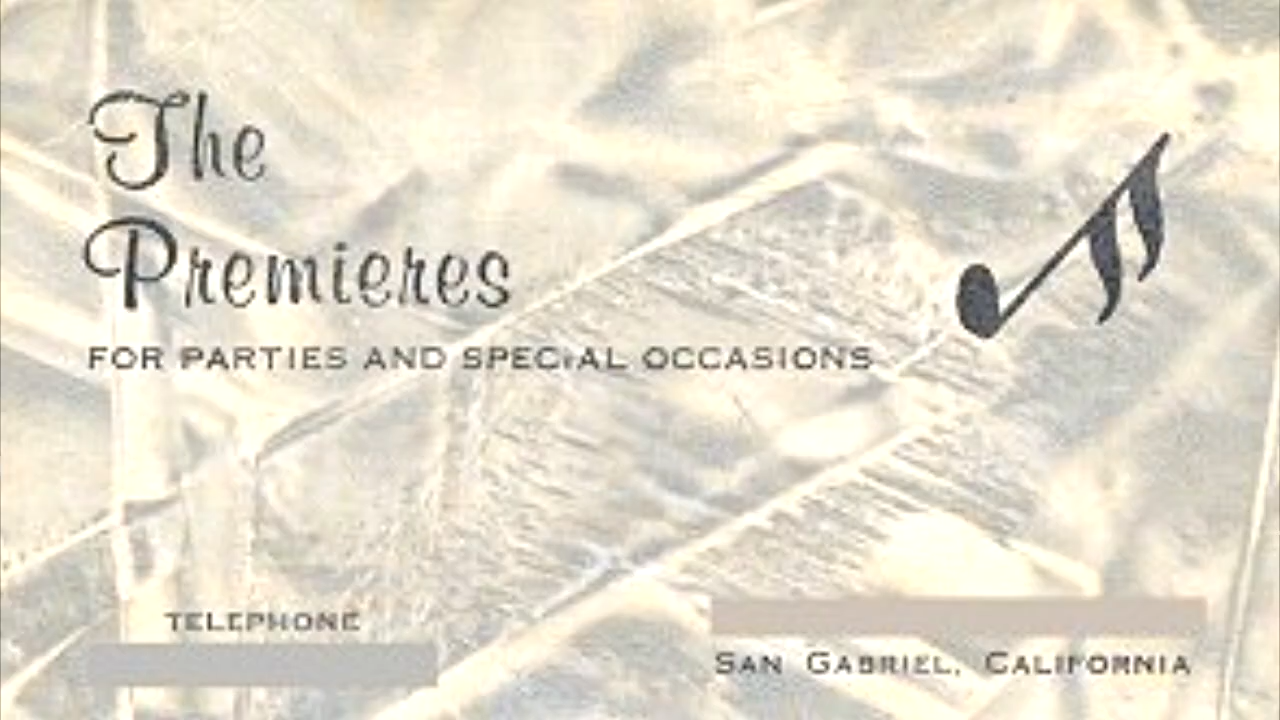 The
Premieres
FOR PARTIES AND SPECIAL OCCASIONS
TELEPHONE
SAN GABRIEL, CALIFORNIA